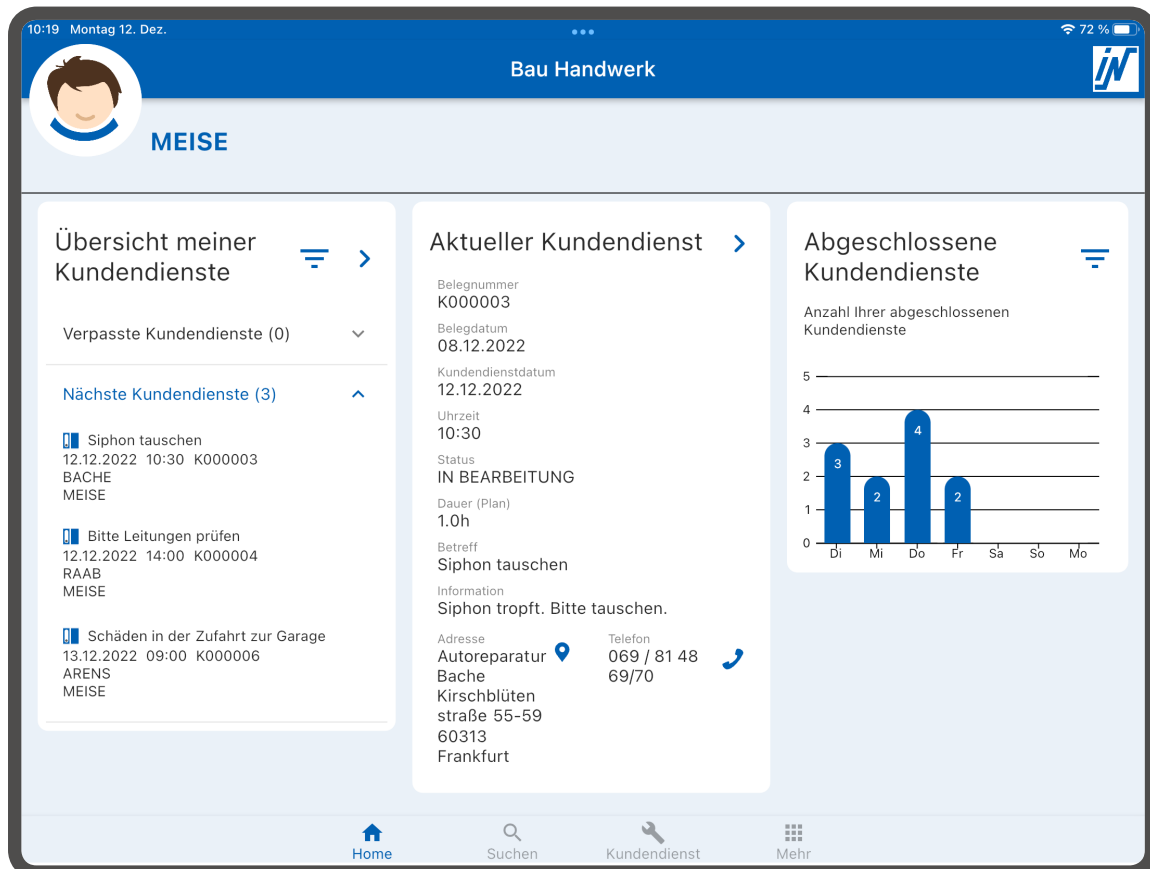 10:19 Montag 12. Dez.
72 %
Bau Handwerk
iN
MEISE
Übersicht meiner
Kundendienste
Verpasste Kundendienste (0)
Nächste Kundendienste (3)
Siphon tauschen
12.12.2022 10:30 K000003
BACHE
MEISE
Bitte Leitungen prüfen
12.12.2022 14:00 K000004
RAAB
MEISE
Schäden in der Zufahrt zur Garage
13.12.2022 09:00 K000006
ARENS
MEISE
Aktueller Kundendienst
Belegnummer
K000003
Belegdatum
08.12.2022
Kundendienstdatum
12.12.2022
Uhrzeit
10:30
Status
IN BEARBEITUNG
Dauer (Plan)
1.0h
Betreff
Siphon tauschen
Information
Siphon tropft. Bitte tauschen.
Adresse
Autoreparatur
Bache
Kirschblüten
straße 55-59
60313
Frankfurt
Telefon
069 / 81 48
69/70
Abgeschlossene
Kundendienste
Anzahl Ihrer abgeschlossenen
Kundendienste
5
4
3
2
1
0
3
2
4
2
Di Mi Do Fr Sa So Mo
Home
Suchen
Kundendienst
Mehr